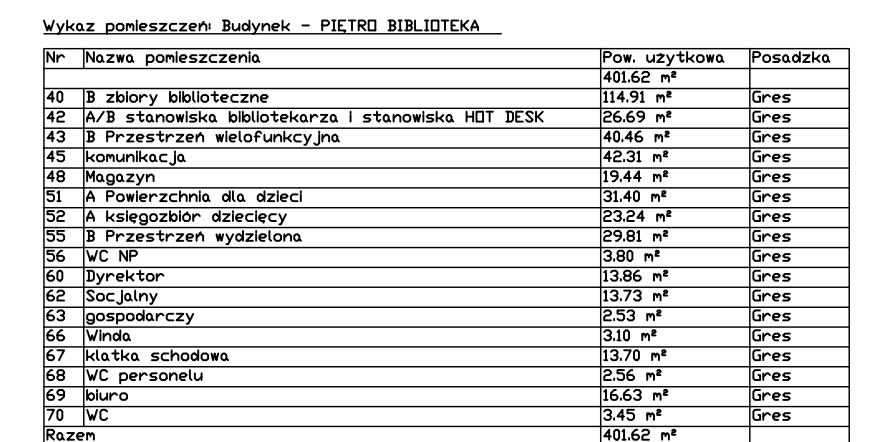 Wykaz pomieszczeń: Budynek - PIĘTRO BIBLIOTEKA
Nr Nazwa pomieszczenia Pow. użytkowa Posadzka
401.62 m²
40 B zbiory biblioteczne 114.91 m² Gres
42 A/B stanowiska bibliotekarza i stanowiska HOT DESK 26.69 m² Gres
43 B Przestrzeń wielofunkcyjna 40.46 m² Gres
45 komunikacja 42.31 m² Gres
48 Magazyn 19.44 m² Gres
51 A Powierzchnia dla dzieci 31.40 m² Gres
52 A księgozbiór dziecięcy 23.24 m² Gres
55 B Przestrzeń wydzielona 29.81 m² Gres
56 WC NP 3.80 m² Gres
60 Dyrektor 13.86 m² Gres
62 Socjalny 13.73 m² Gres
63 gospodarczy 2.53 m² Gres
66 Winda 3.10 m² Gres
67 klatka schodowa 13.70 m² Gres
68 WC personelu 2.56 m² Gres
69 biuro 16.63 m² Gres
70 WC 3.45 m² Gres
Razem 401.62 m²